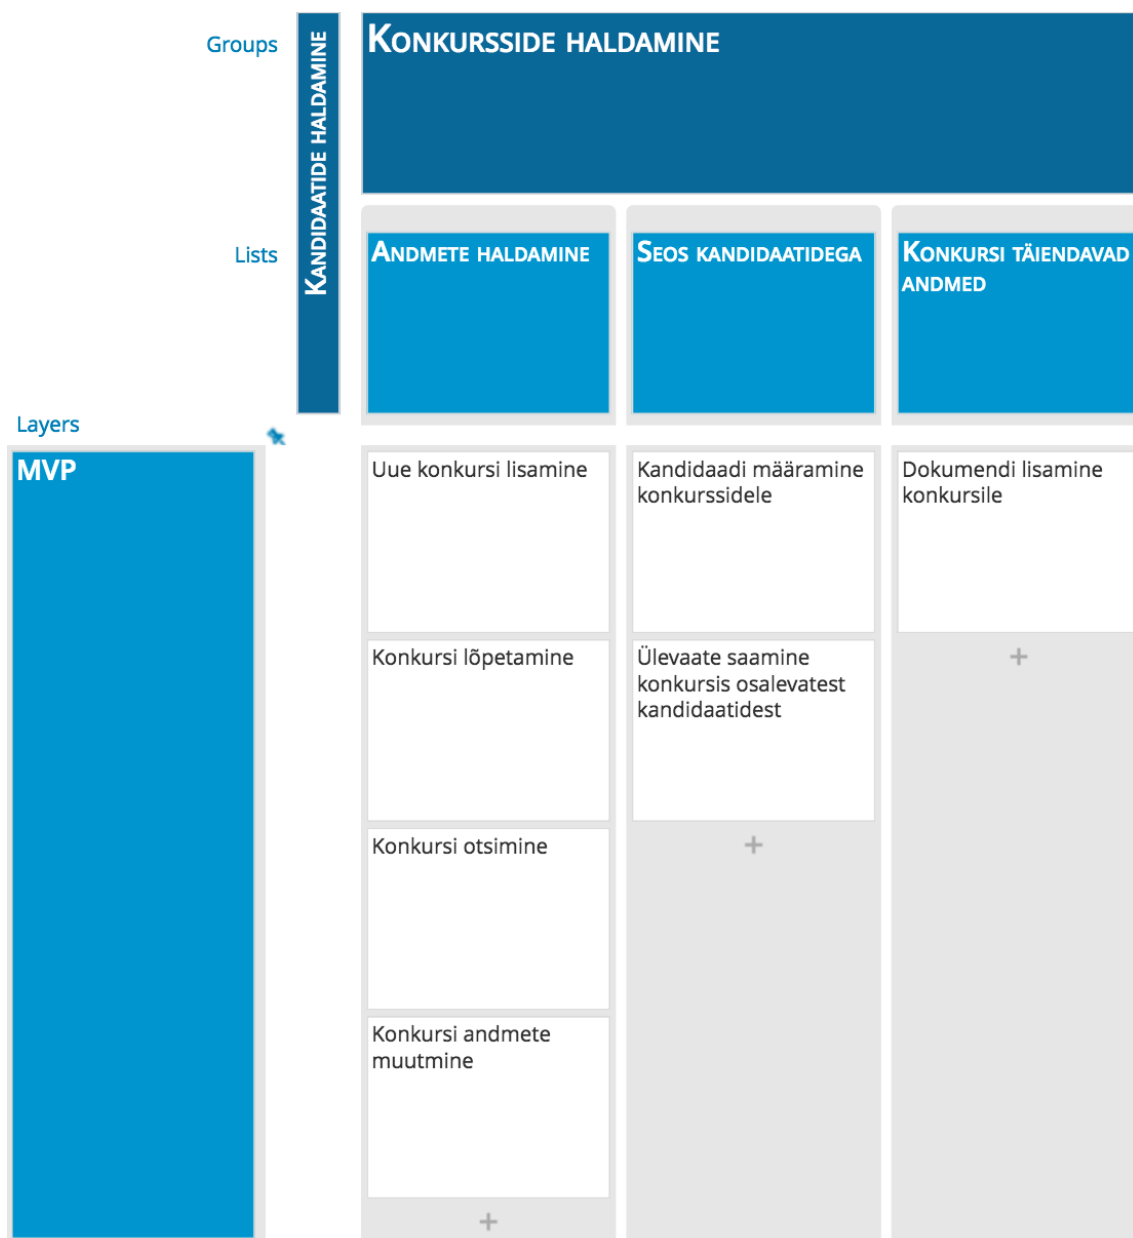 Groups
KANDIDAATIDE HALDAMINE
KONKURSSIDE HALDAMINE
Lists
ANDMETE HALDAMINE
SEOS KANDIDAATIDEGA
KONKURSI TÄIENDAVAD
ANDMED
Layers
MVP
Uue konkursi lisamine
Konkursi lõpetamine
Konkursi otsimine
Konkursi andmete
muutmine
+
Kandidaadi määramine
konkurssidele
Ülevaate saamine
konkursis osalevatest
kandidaatidest
+
Dokumendi lisamine
konkursile
+